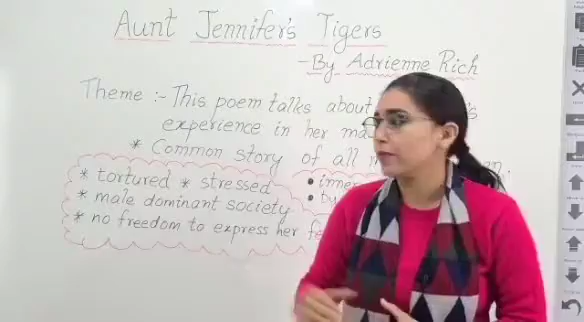 Aunt Jennifer's Tigers
- By Adrienne Rich
Theme :- This poem talks about
experience in her
* Common story of all
* tortured * stressed
* male dominant society
* no freedom to express her